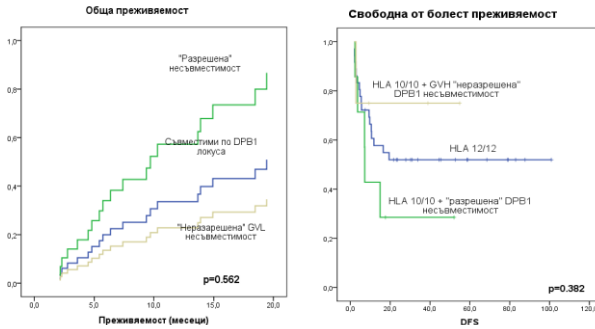 Обща преживяемост
1,0
0,8
0,6
0,4
0,2
0,0
"Разрешена"
несъвместимост
Съвместими по DPB1
локуса
"Неразарешена" GVL
несъвместимост
p=0.562
0,0
5,0
10,0
15,0
20,0
Преживяемост (месеци)
Свободна от болест преживяемост
1,0
0,8
0,6
0,4
0,2
0,0
HLA 10/10 + GVH "неразрешена"
DPB1 несъвместимост
HLA 12/12
HLA 10/10 + "разрешена" DPB1
несъвместимост
p=0.382
0,0
20,0
40,0
60,0
80,0
100,0
120,0
DFS